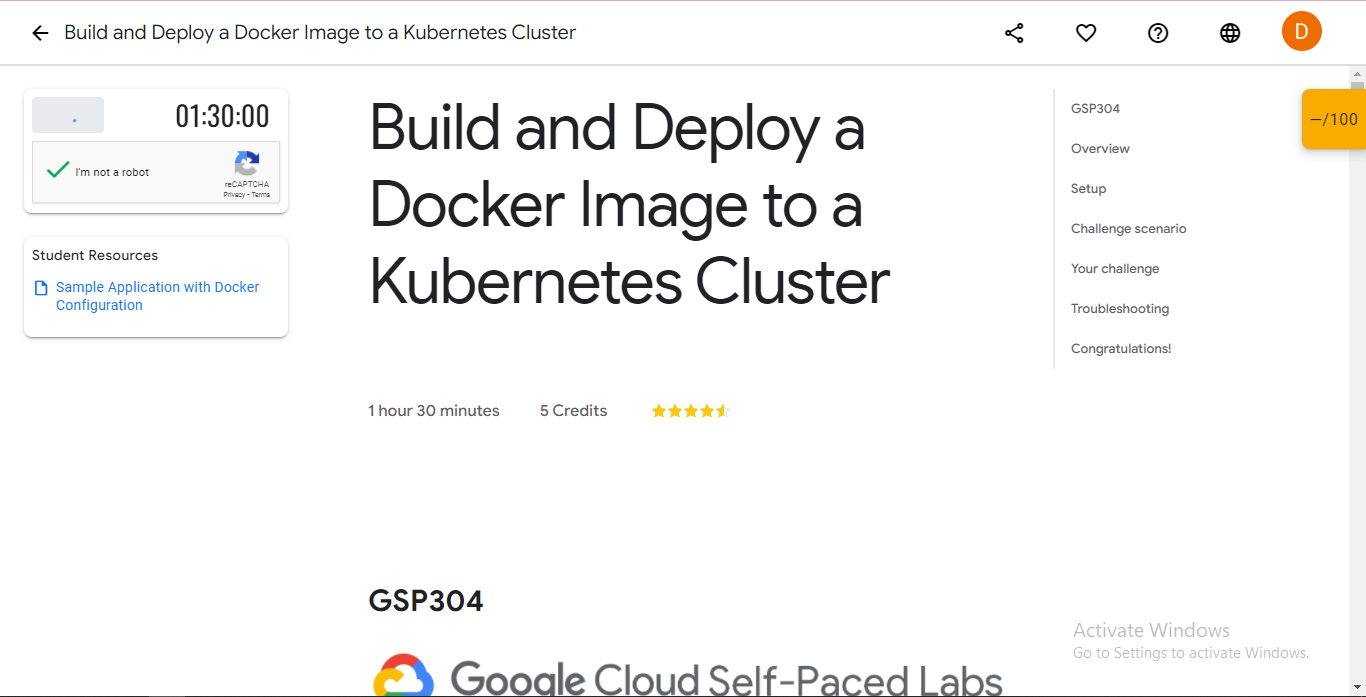 Build and Deploy a Docker Image to a Kubernetes Cluster
D
01:30:00
I'm not a robot
reCAPTCHA
Privacy - Terms
Student Resources
Sample Application with Docker
Configuration
Build and Deploy a
Docker Image to a
Kubernetes Cluster
1 hour 30 minutes
5 Credits
GSP304
Google Cloud Self-Paced Labs
GSP304
Overview
Setup
Challenge scenario
Your challenge
Troubleshooting
Congratulations!
–/100
Activate Windows
Go to Settings to activate Windows.